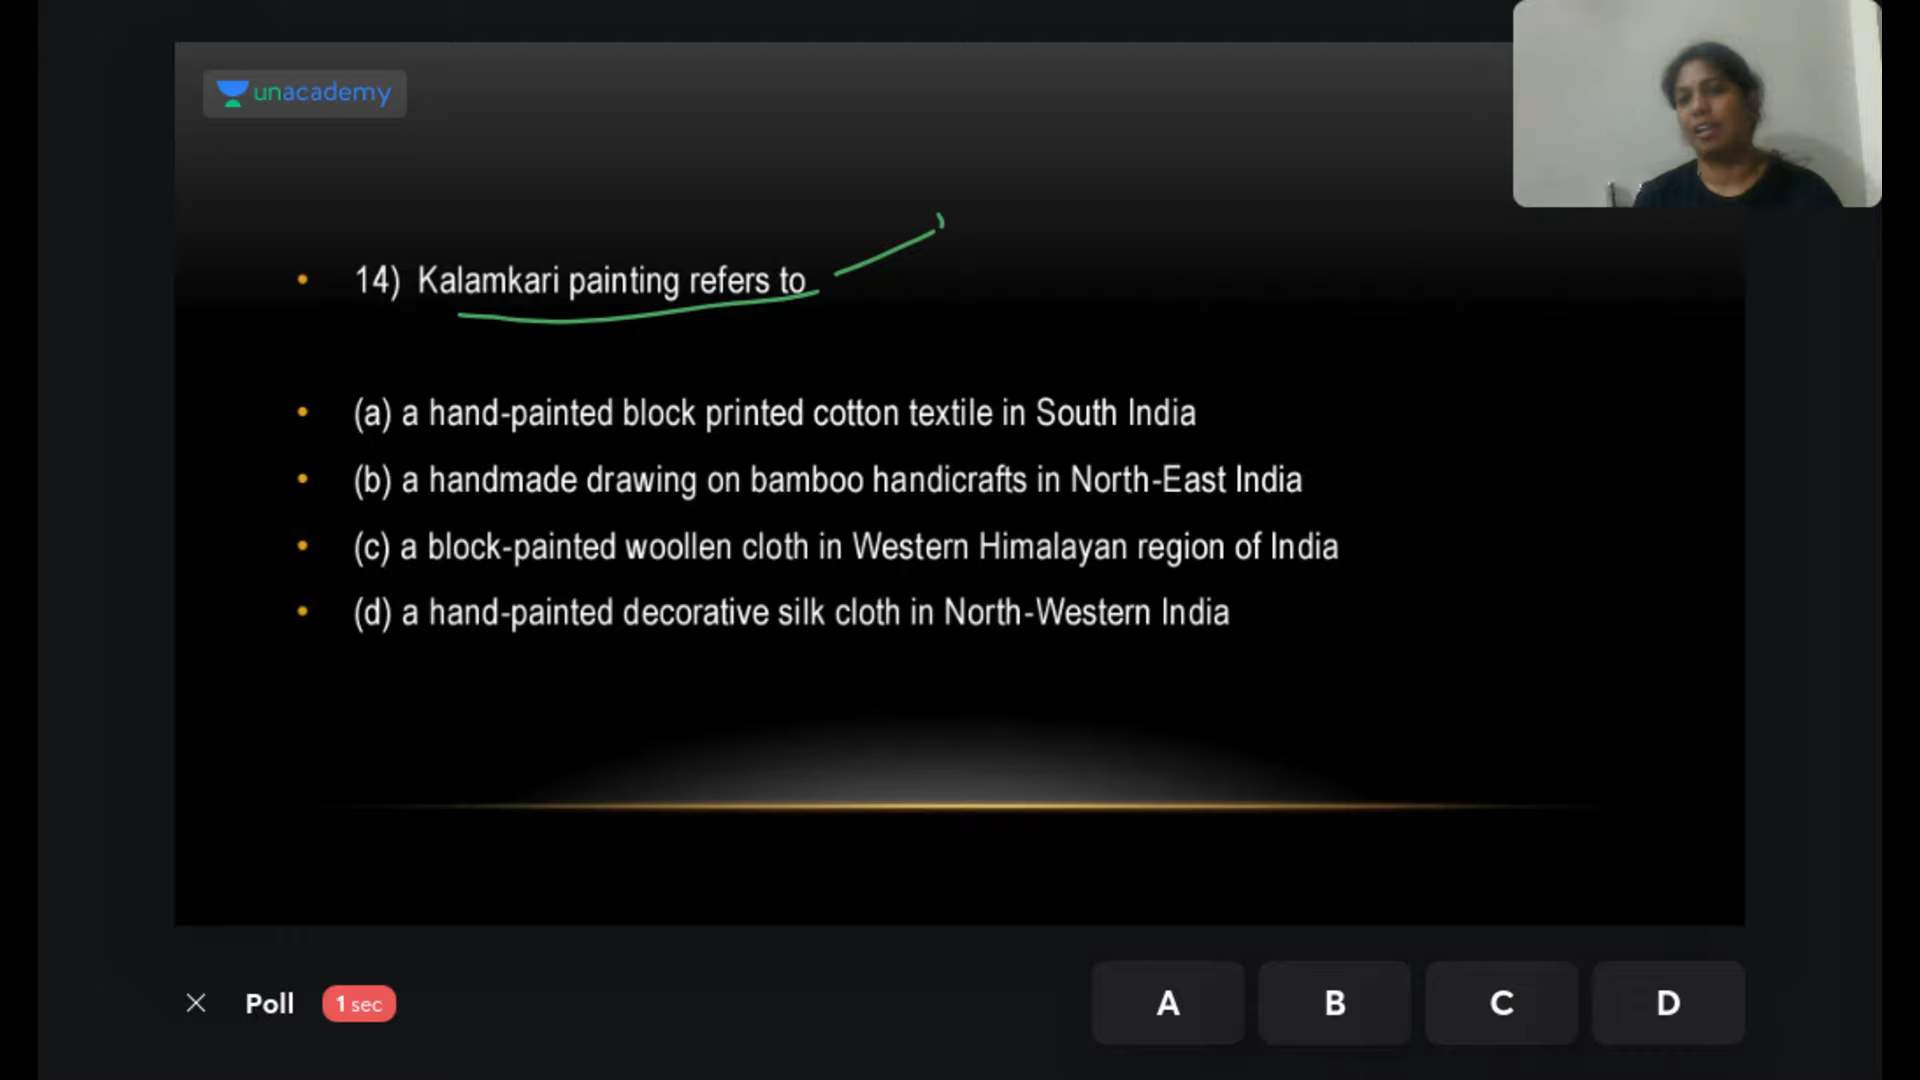 unacademy
14) Kalamkari painting refers to
(a) a hand-painted block printed cotton textile in South India
(b) a handmade drawing on bamboo handicrafts in North-East India
(c) a block-painted woollen cloth in Western Himalayan region of India
(d) a hand-painted decorative silk cloth in North-Western India
Poll 1 sec A B C D